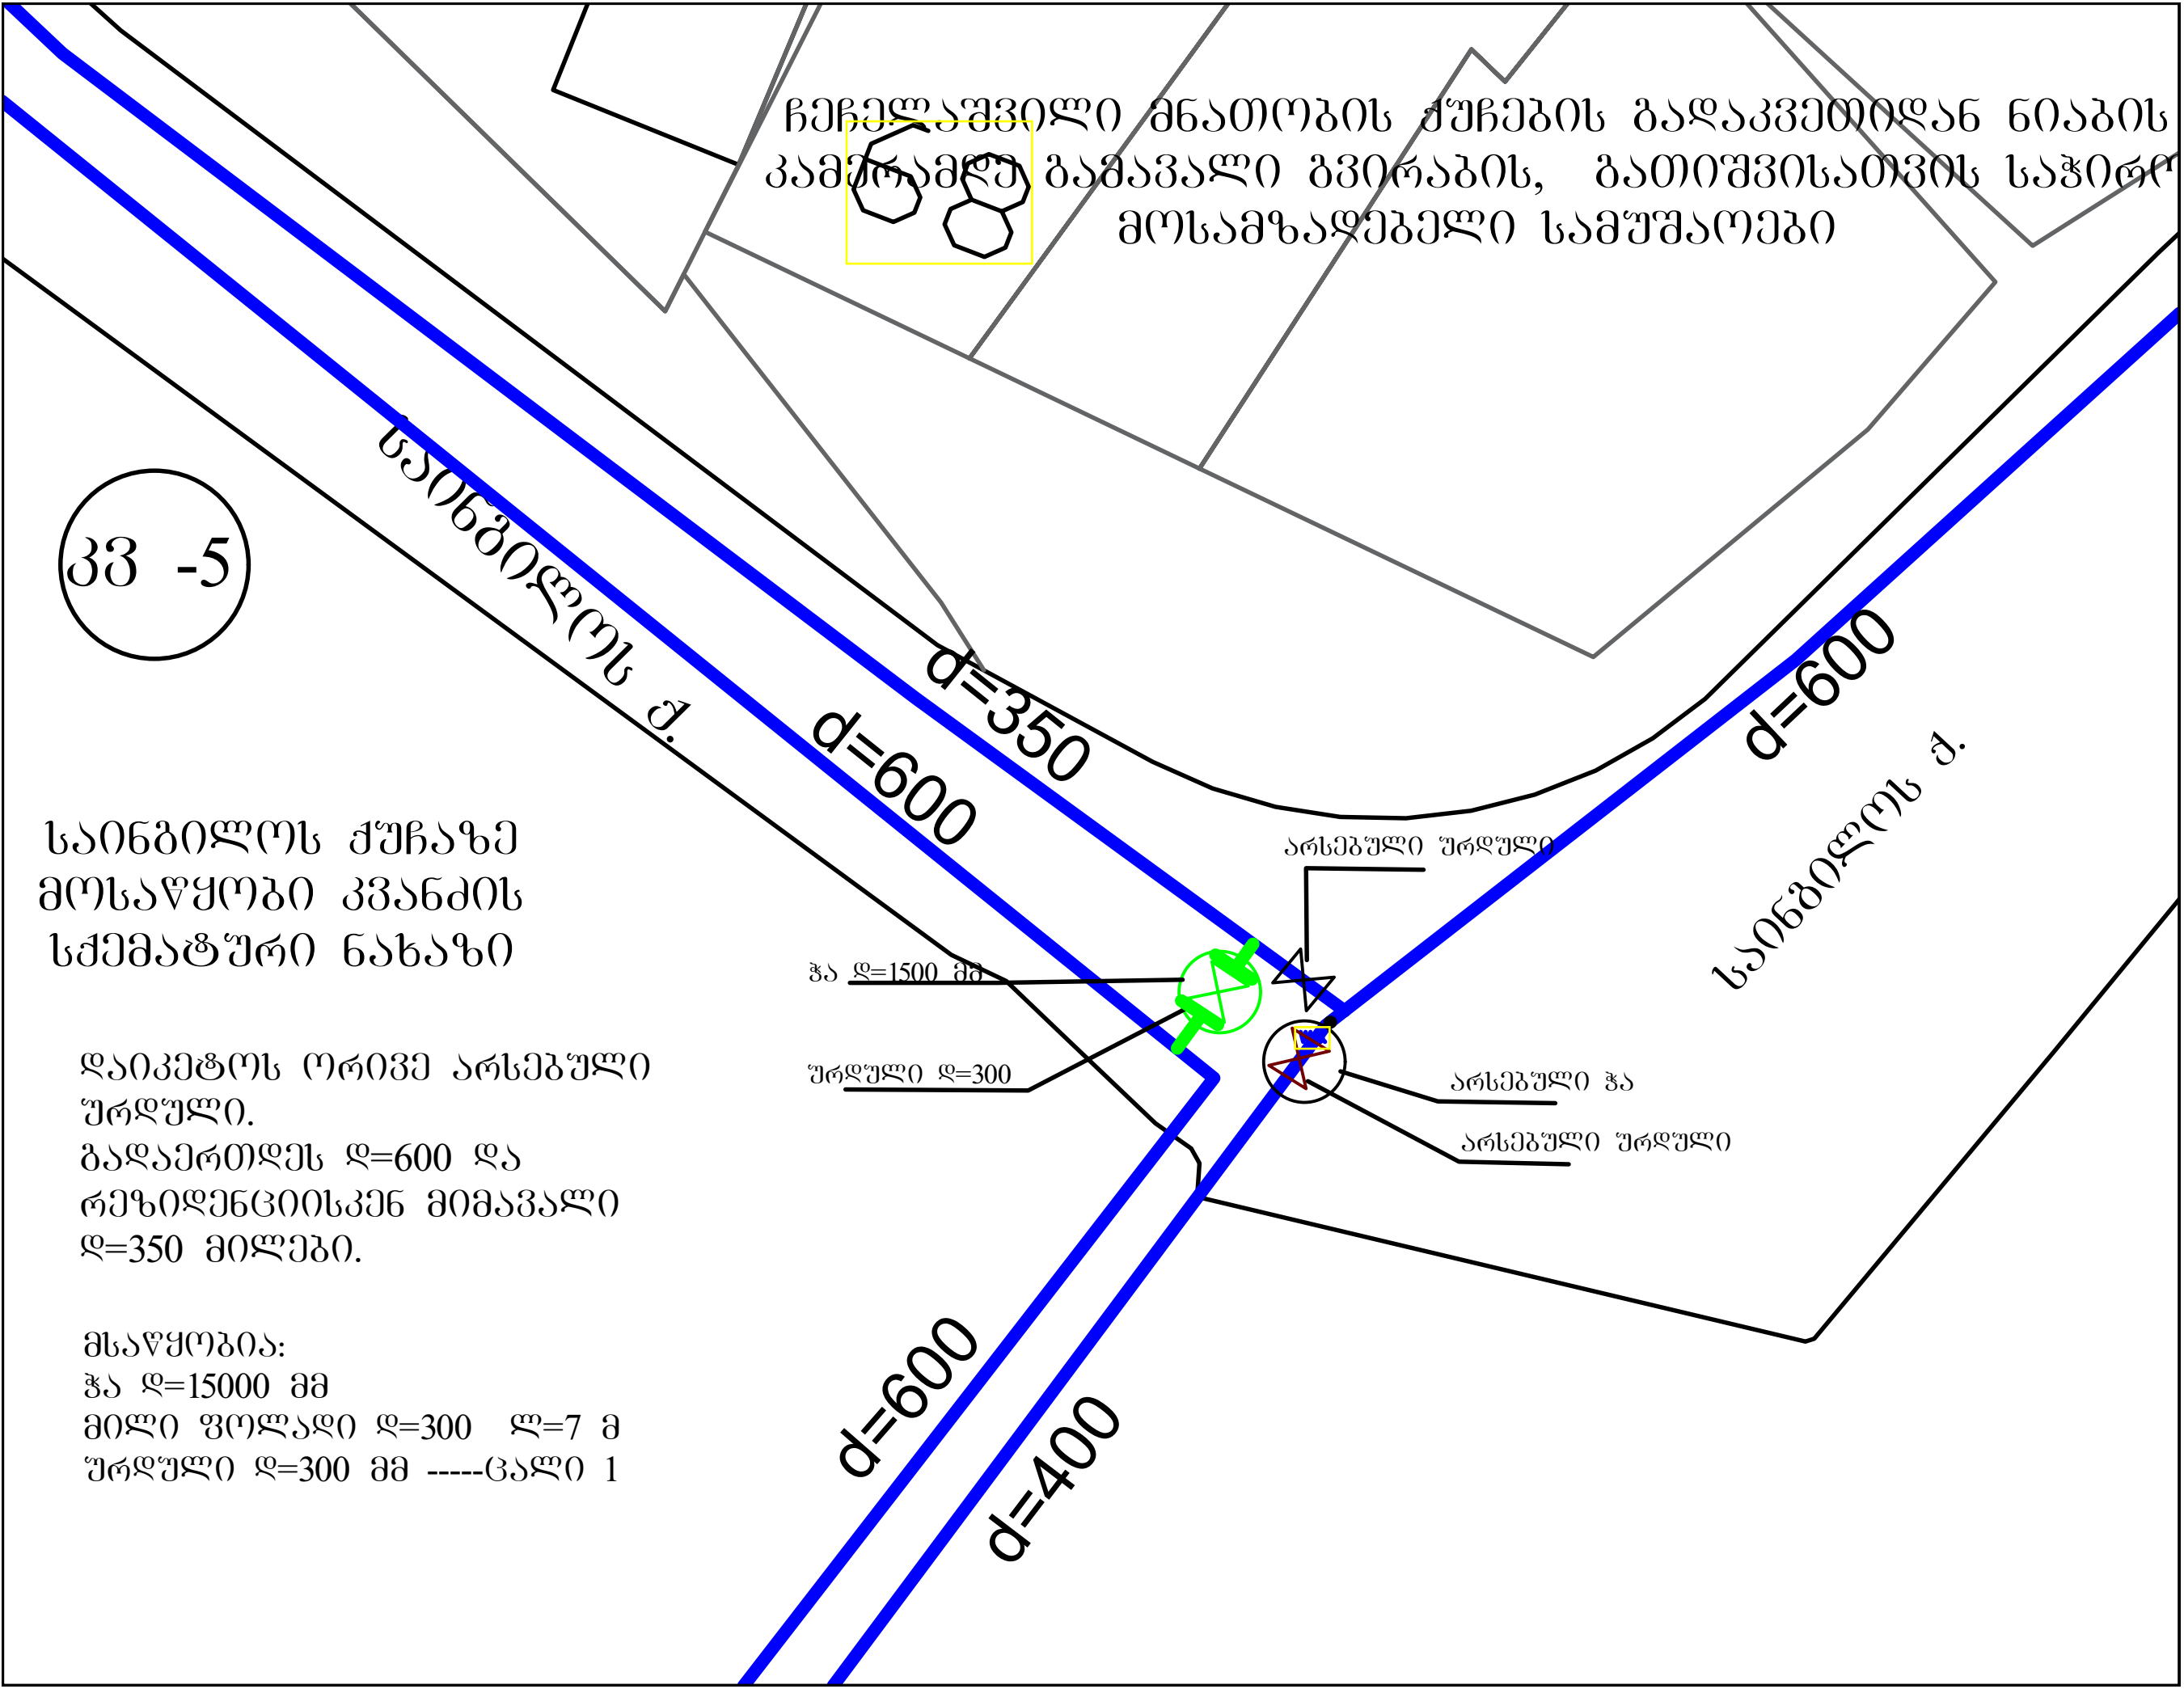 ჩეჩელაშვილი მნათობის ქუჩების გადაკვეთიდან ნიაბის
კამერამდე გამავალი გვირაბის, გათიშვისათვის საჭირო
მოსამზადებელი სამუშაოები
68
კვ -5
საინგილოს ქ.
d=350
d=600
d=600
საინგილოს ქ.
საინგილოს ქუჩაზე
მოსაწყობი კვანძის
სქემატური ნახაზი
არსებული ურდული
ჭა დ=1500 მმ
ურდული დ=300
არსებული ჭა
არსებული ურდული
დაიკეტოს ორივე არსებული
ურდული.
გადაერთდეს დ=600 და
რეზიდენციისკენ მიმავალი
დ=350 მილები.
მსაწყობია:
ჭა დ=15000 მმ
მილი ფოლადი დ=300 ლ=7 მ
ურდული დ=300 მმ -----ცალი 1
d=600
d=400